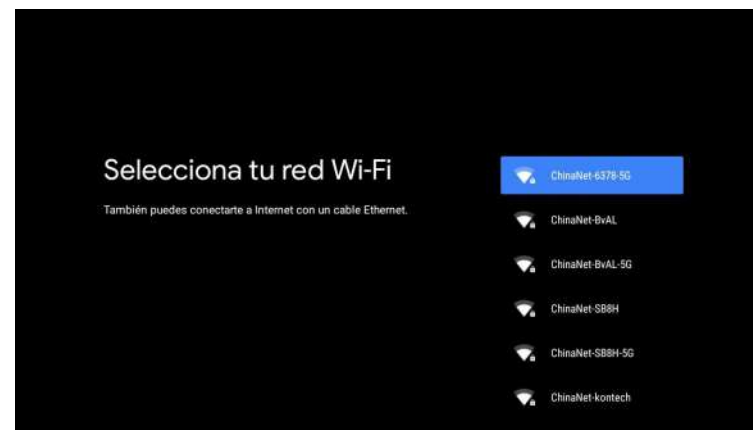 Selecciona tu red Wi-Fi
También puedes conectarte a Internet con un cable Ethernet.
ChinaNet-6378-5G
ChinaNet-BvAL
ChinaNet-BvAL-5G
ChinaNet-SB8H
ChinaNet-SB8H-5G
ChinaNet-kontech